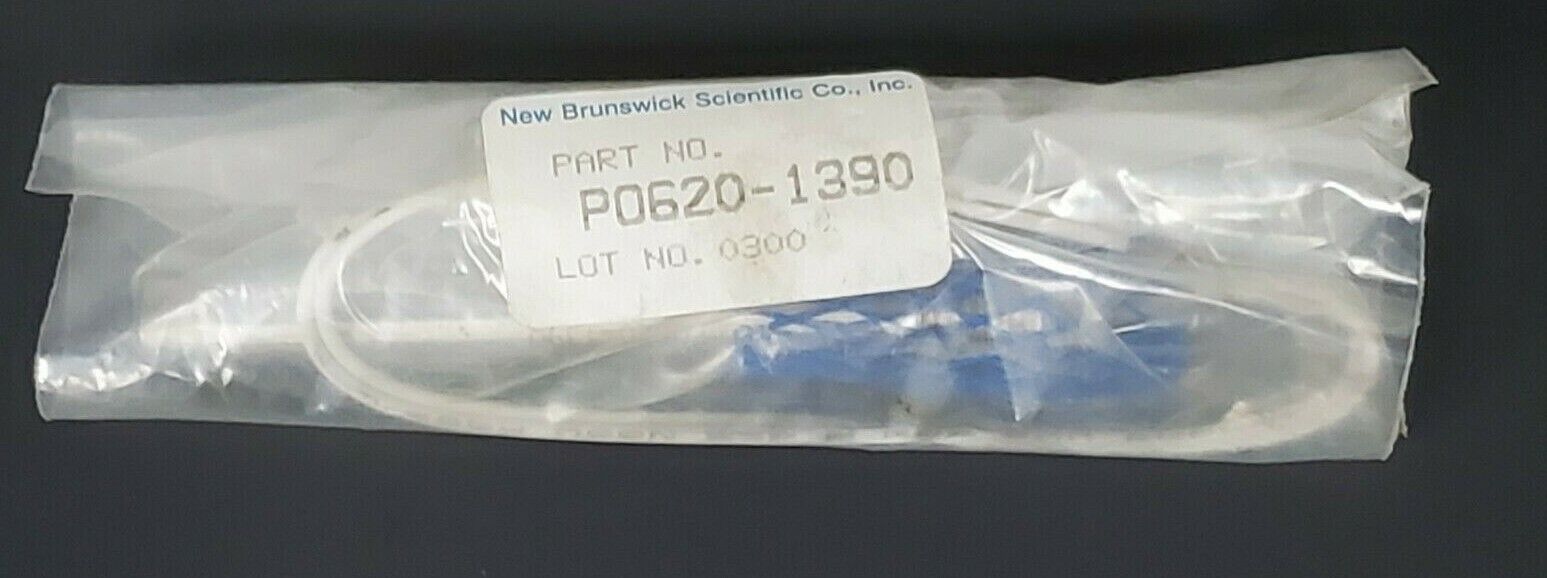 New Brunswick Scientific Co., Inc.
PART NO.
P0620-1390
LOT NO. 0300